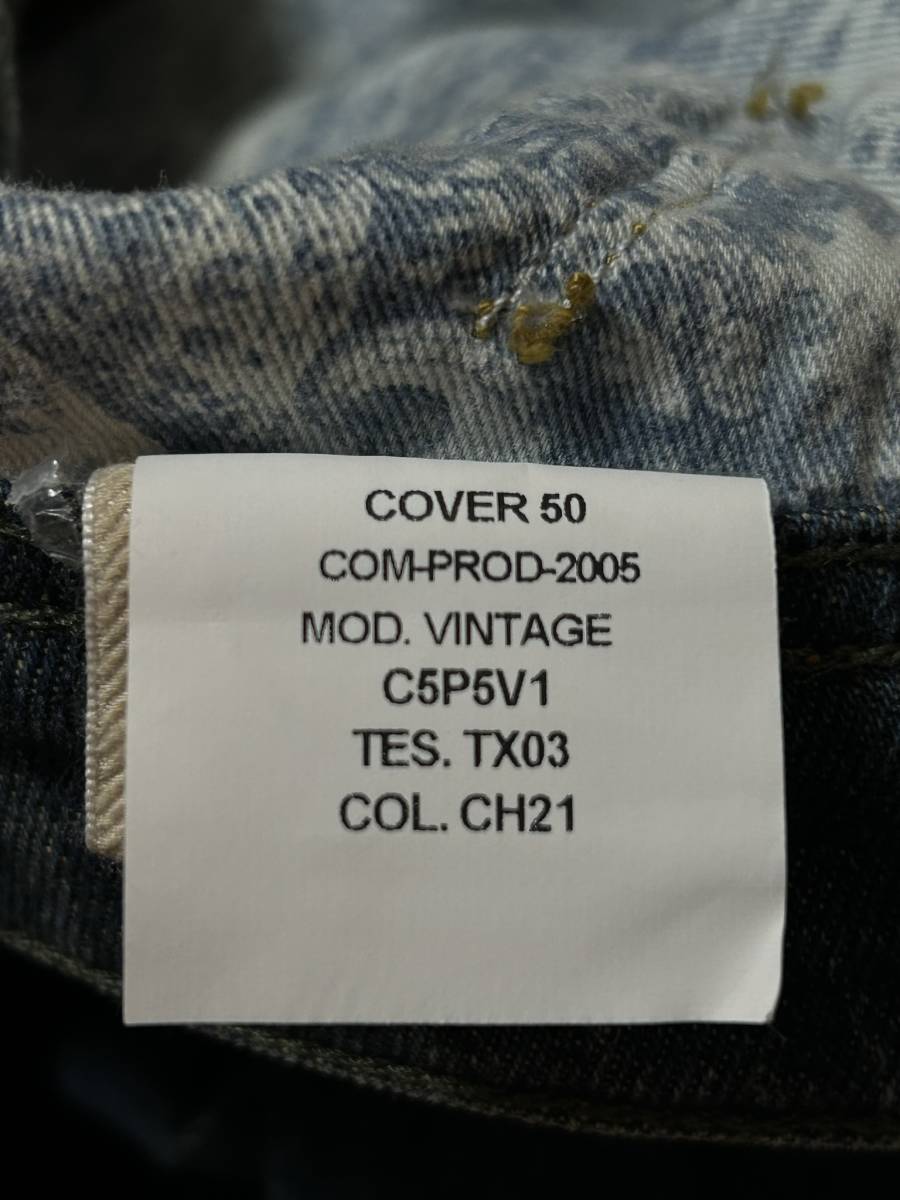 COVER 50
COM-PROD-2005
MOD. VINTAGE
C5P5V1
TES. TX03
COL. CH21